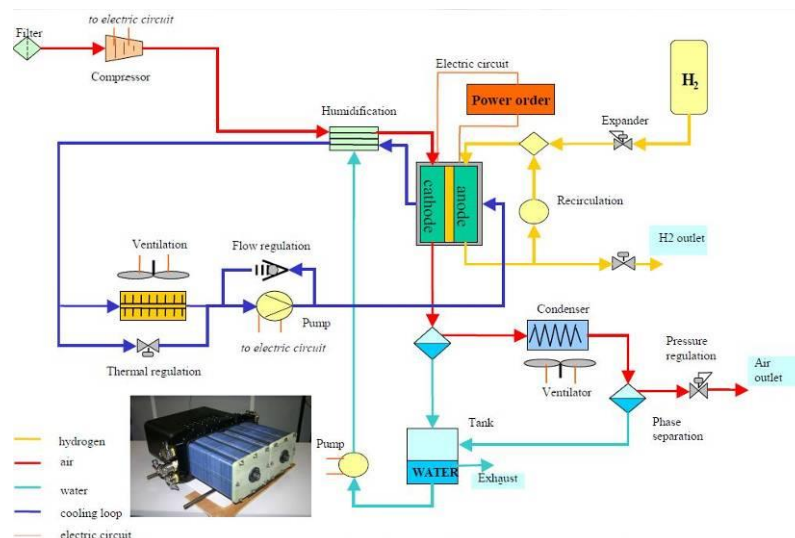 to electric circuit
Filter
Compressor
Electric circuit
H2
Power order
Humidification
Expander
cathode
anode
Recirculation
Ventilation
Flow regulation
H2 outlet
Pump
Condenser
to electric circuit
Thermal regulation
Pressure
regulation
Air
outlet
Ventilator
Tank
Phase
separation
hydrogen
Pump
air
WATER
Exhaust
water
cooling loop
electric circuit